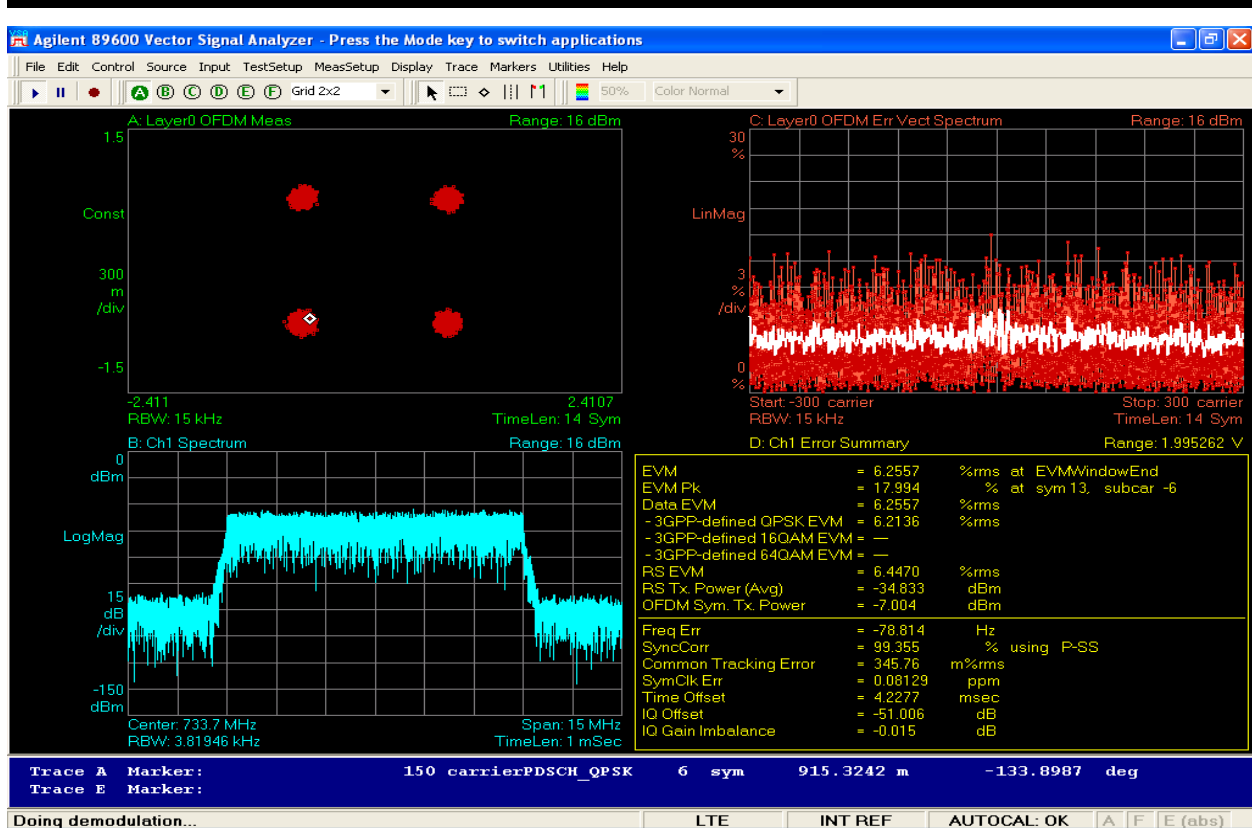 Agilent 89600 Vector Signal Analyzer - Press the Mode key to switch applications
File Edit Control Source Input TestSetup MeasSetup Display Trace Markers Utilities Help
A B C D E F Grid 2x2 50% Color Normal
A: Layer0 OFDM Meas Range: 16 dBm
1.5
Const
300
m
/div
-1.5
-2.411 2.4107
RBW: 15 kHz TimeLen: 14 Sym
C: Layer0 OFDM Err Vect Spectrum Range: 16 dBm
30
%
LinMag
3
%
/div
0
%
Start: -300 carrier Stop: 300 carrier
RBW: 15 kHz TimeLen: 14 Sym
B: Ch1 Spectrum Range: 16 dBm
0
dBm
LogMag
15
dB
/div
-150
dBm
Center: 733.7 MHz Span: 15 MHz
RBW: 3.81946 kHz TimeLen: 1 mSec
D: Ch1 Error Summary Range: 1.995262 V
EVM = 6.2557 %rms at EVMWindowEnd
EVM Pk = 17.994 % at sym 13, subcar -6
Data EVM = 6.2557 %rms
- 3GPP-defined QPSK EVM = 6.2136 %rms
- 3GPP-defined 16QAM EVM = —
- 3GPP-defined 64QAM EVM = —
RS EVM = 6.4470 %rms
RS Tx. Power (Avg) = -34.833 dBm
OFDM Sym. Tx. Power = -7.004 dBm
Freq Err = -78.814 Hz
SyncCorr = 99.355 % using P-SS
Common Tracking Error = 345.76 m%rms
SymClk Err = 0.08129 ppm
Time Offset = 4.2277 msec
IQ Offset = -51.006 dB
IQ Gain Imbalance = -0.015 dB
Trace A Marker: 150 carrierPDSCH_QPSK 6 sym 915.3242 m -133.8987 deg
Trace E Marker:
Doing demodulation... LTE INT REF AUTOCAL: OK A F E (abs)